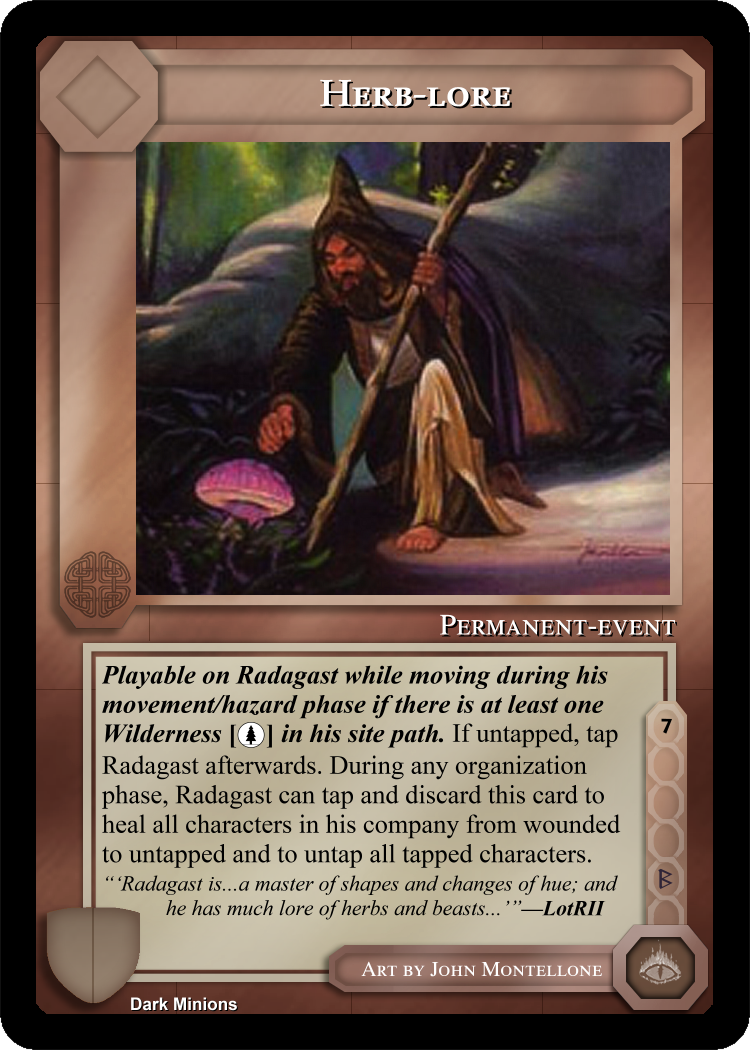 HERB-LORE
PERMANENT-EVENT
Playable on Radagast while moving during his
movement/hazard phase if there is at least one
Wilderness [] in his site path. If untapped, tap
Radagast afterwards. During any organization
phase, Radagast can tap and discard this card to
heal all characters in his company from wounded
to untapped and to untap all tapped characters.
“‘Radagast is...a master of shapes and changes of hue; and
he has much lore of herbs and beasts...’”—LotRII
7
ᛒ
ART BY JOHN MONTELLONE
Dark Minions